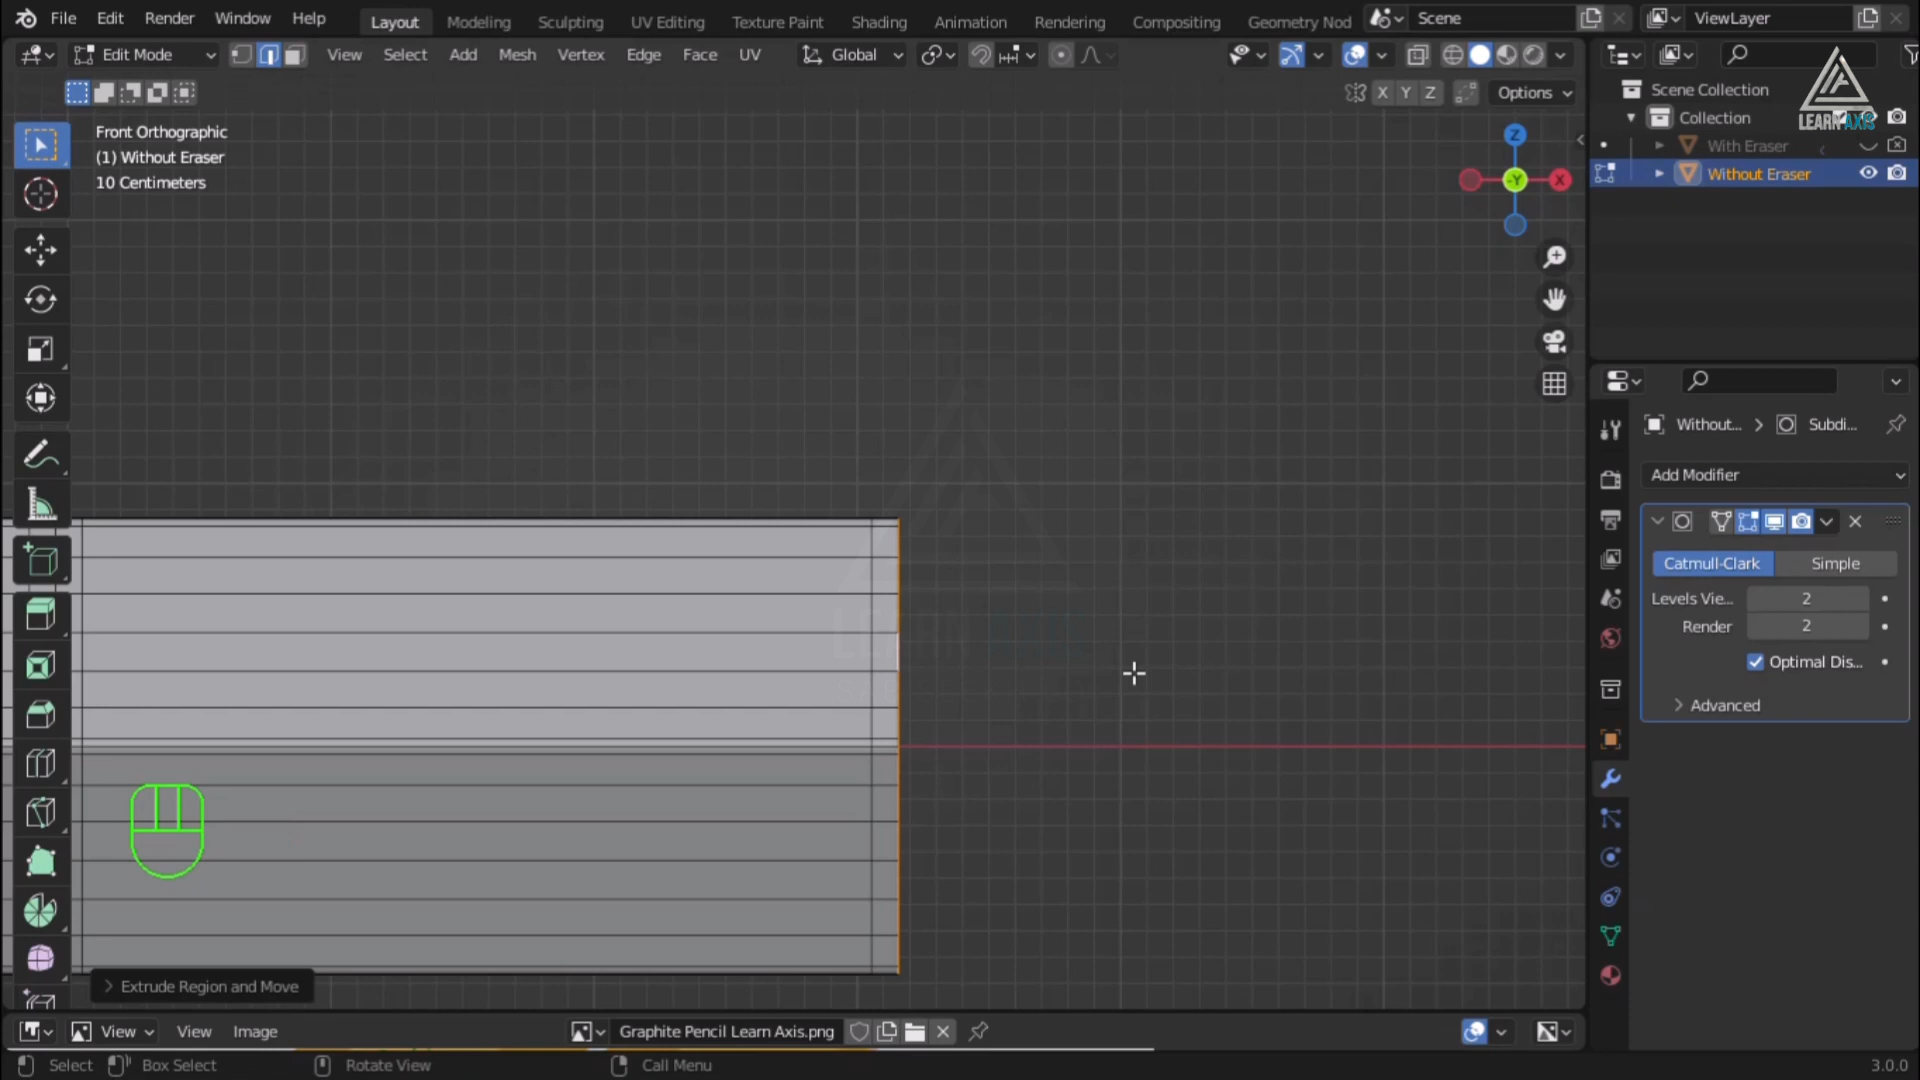 File Edit Render Window Help Layout Modeling Sculpting UV Editing Texture Paint Shading Animation Rendering Compositing Geometry Nod Scene ViewLayer
Edit Mode View Select Add Mesh Vertex Edge Face UV Global
X Y Z Options
Front Orthographic
(1) Without Eraser
10 Centimeters
Z
-Y
X
Scene Collection
Collection
With Eraser
Without Eraser
LEARN AXIS
Without... Subdi...
Add Modifier
Catmull-Clark Simple
Levels Vie... 2
Render 2
Optimal Dis...
Advanced
Extrude Region and Move
View View Image Graphite Pencil Learn Axis.png
Select Box Select Rotate View Call Menu 3.0.0